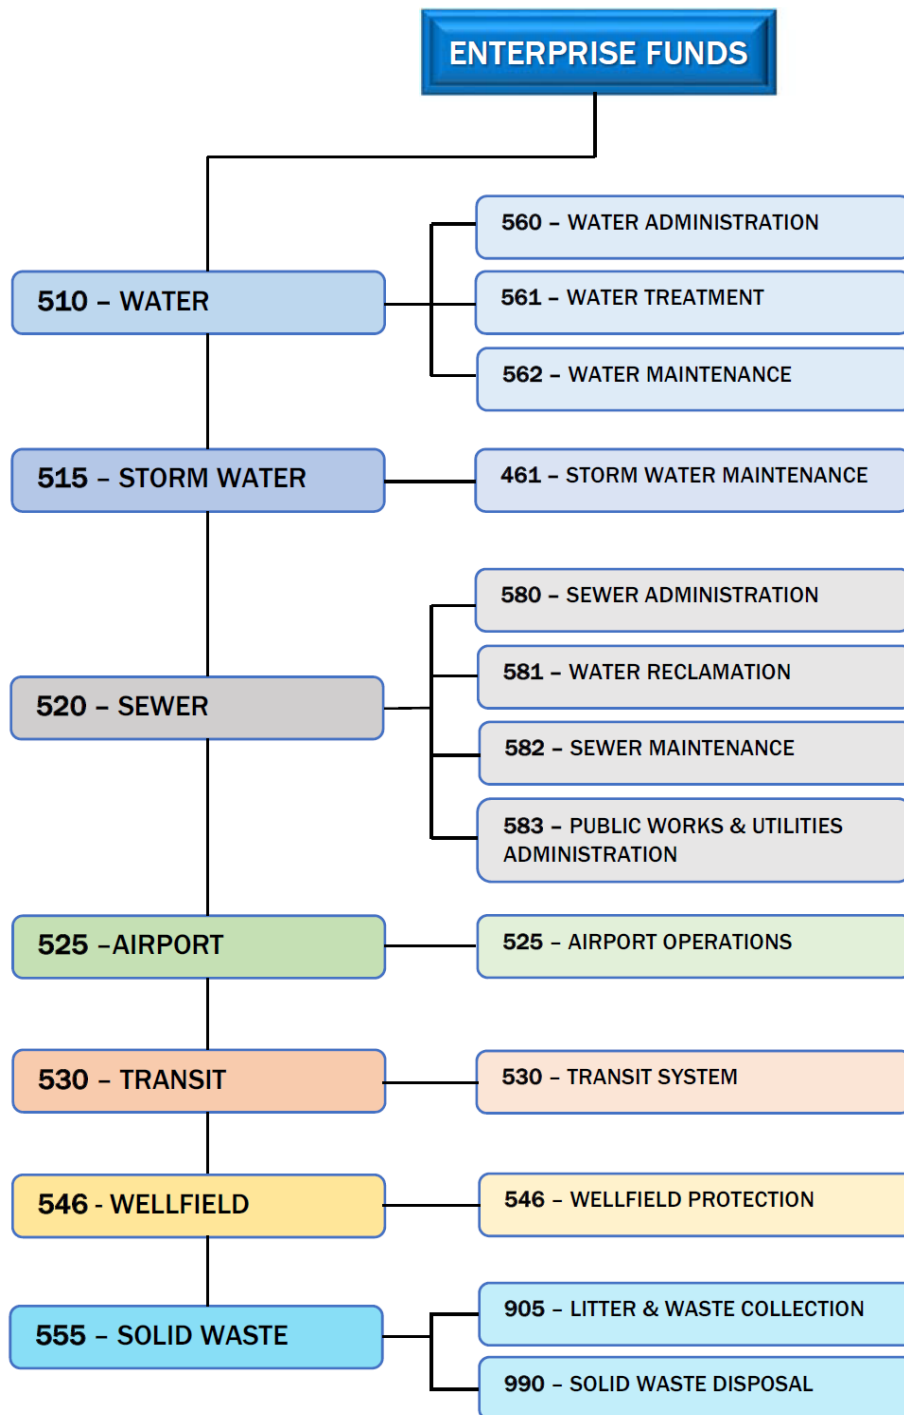 ENTERPRISE FUNDS
510 – WATER
560 – WATER ADMINISTRATION
561 – WATER TREATMENT
562 – WATER MAINTENANCE
515 – STORM WATER
461 – STORM WATER MAINTENANCE
520 – SEWER
580 – SEWER ADMINISTRATION
581 – WATER RECLAMATION
582 – SEWER MAINTENANCE
583 – PUBLIC WORKS & UTILITIES
ADMINISTRATION
525 –AIRPORT
525 – AIRPORT OPERATIONS
530 – TRANSIT
530 – TRANSIT SYSTEM
546 - WELLFIELD
546 – WELLFIELD PROTECTION
555 – SOLID WASTE
905 – LITTER & WASTE COLLECTION
990 – SOLID WASTE DISPOSAL